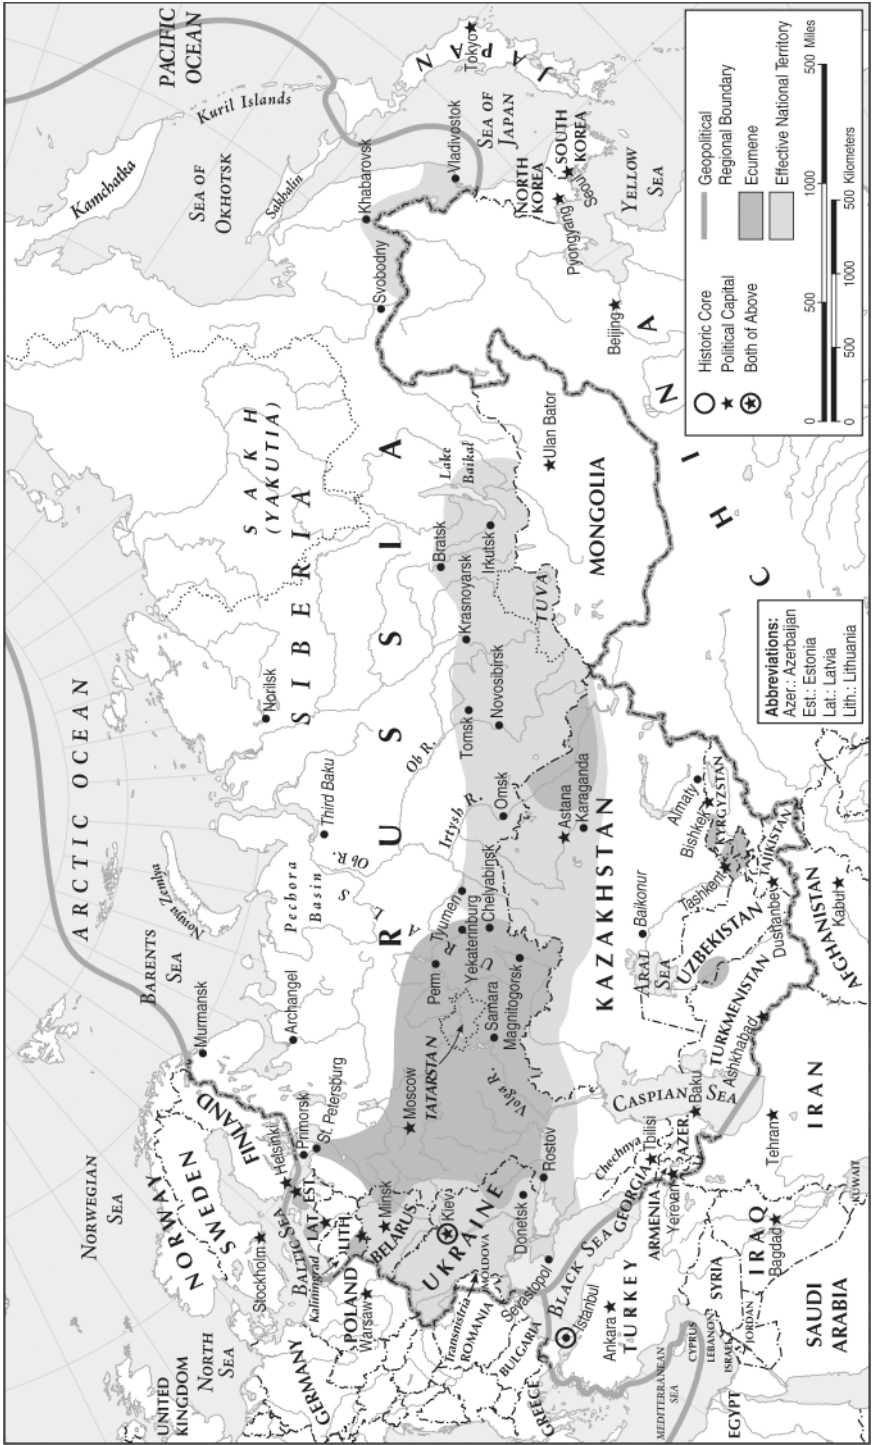 PACIFIC
OCEAN
Kamchatka
Kuril Islands
SEA OF
OKHOTSK
Sakhalin
Khabarovsk
Svobodny
Vladivostok
SEA OF
JAPAN
JAPAN
Tokyo
NORTH
KOREA
SOUTH
KOREA
Pyongyang
Seoul
YELLOW
SEA
Beijing
CHINA
ARCTIC OCEAN
SAKH
(YAKUTIA)
SIBERIA
RUSSIA
Norilsk
Lake
Baikal
Bratsk
Irkutsk
Krasnoyarsk
TUVA
Ulan Bator
MONGOLIA
Tomsk
Novosibirsk
Ob R.
Third Baku
Ob R.
Irtysh R.
Omsk
Astana
Karaganda
KAZAKHSTAN
Novaya Zemlya
Pechora
Basin
URALS
Tyumen
Yekaterinburg
Chelyabinsk
Perm
Magnitogorsk
Samara
TATARSTAN
Volga R.
BARENTS
SEA
Murmansk
Archangel
Moscow
St. Petersburg
Primorsk
Helsinki
FINLAND
NORWEGIAN
SEA
NORWAY
SWEDEN
Stockholm
BALTIC SEA
EST.
LAT.
LITH.
Kaliningrad
Minsk
BELARUS
POLAND
Warsaw
GERMANY
NORTH
SEA
UNITED
KINGDOM
Kiev
UKRAINE
Donetsk
Rostov
MOLDOVA
Transnistria
ROMANIA
Sevastopol
BULGARIA
GREECE
BLACK SEA
Istanbul
Ankara
TURKEY
Chechnya
GEORGIA
Tbilisi
ARMENIA
Yerevan
AZER.
Baku
CASPIAN SEA
ARAL
SEA
Baikonur
UZBEKISTAN
Tashkent
TURKMENISTAN
Ashkhabad
Dushanbe
TAJIKISTAN
KYRGYZSTAN
Bishkek
Almaty
AFGHANISTAN
Kabul
IRAN
Tehran
IRAQ
Bagdad
KUWAIT
SYRIA
CYPRUS
LEBANON
ISRAEL
JORDAN
SAUDI
ARABIA
EGYPT
MEDITERRANEAN
SEA
Abbreviations:
Azer.: Azerbaijan
Est.: Estonia
Lat.: Latvia
Lith.: Lithuania
Historic Core
Political Capital
Both of Above
Geopolitical
Regional Boundary
Ecumene
Effective National Territory
0 500 1000 500 Miles
0 500 1000 500 Kilometers